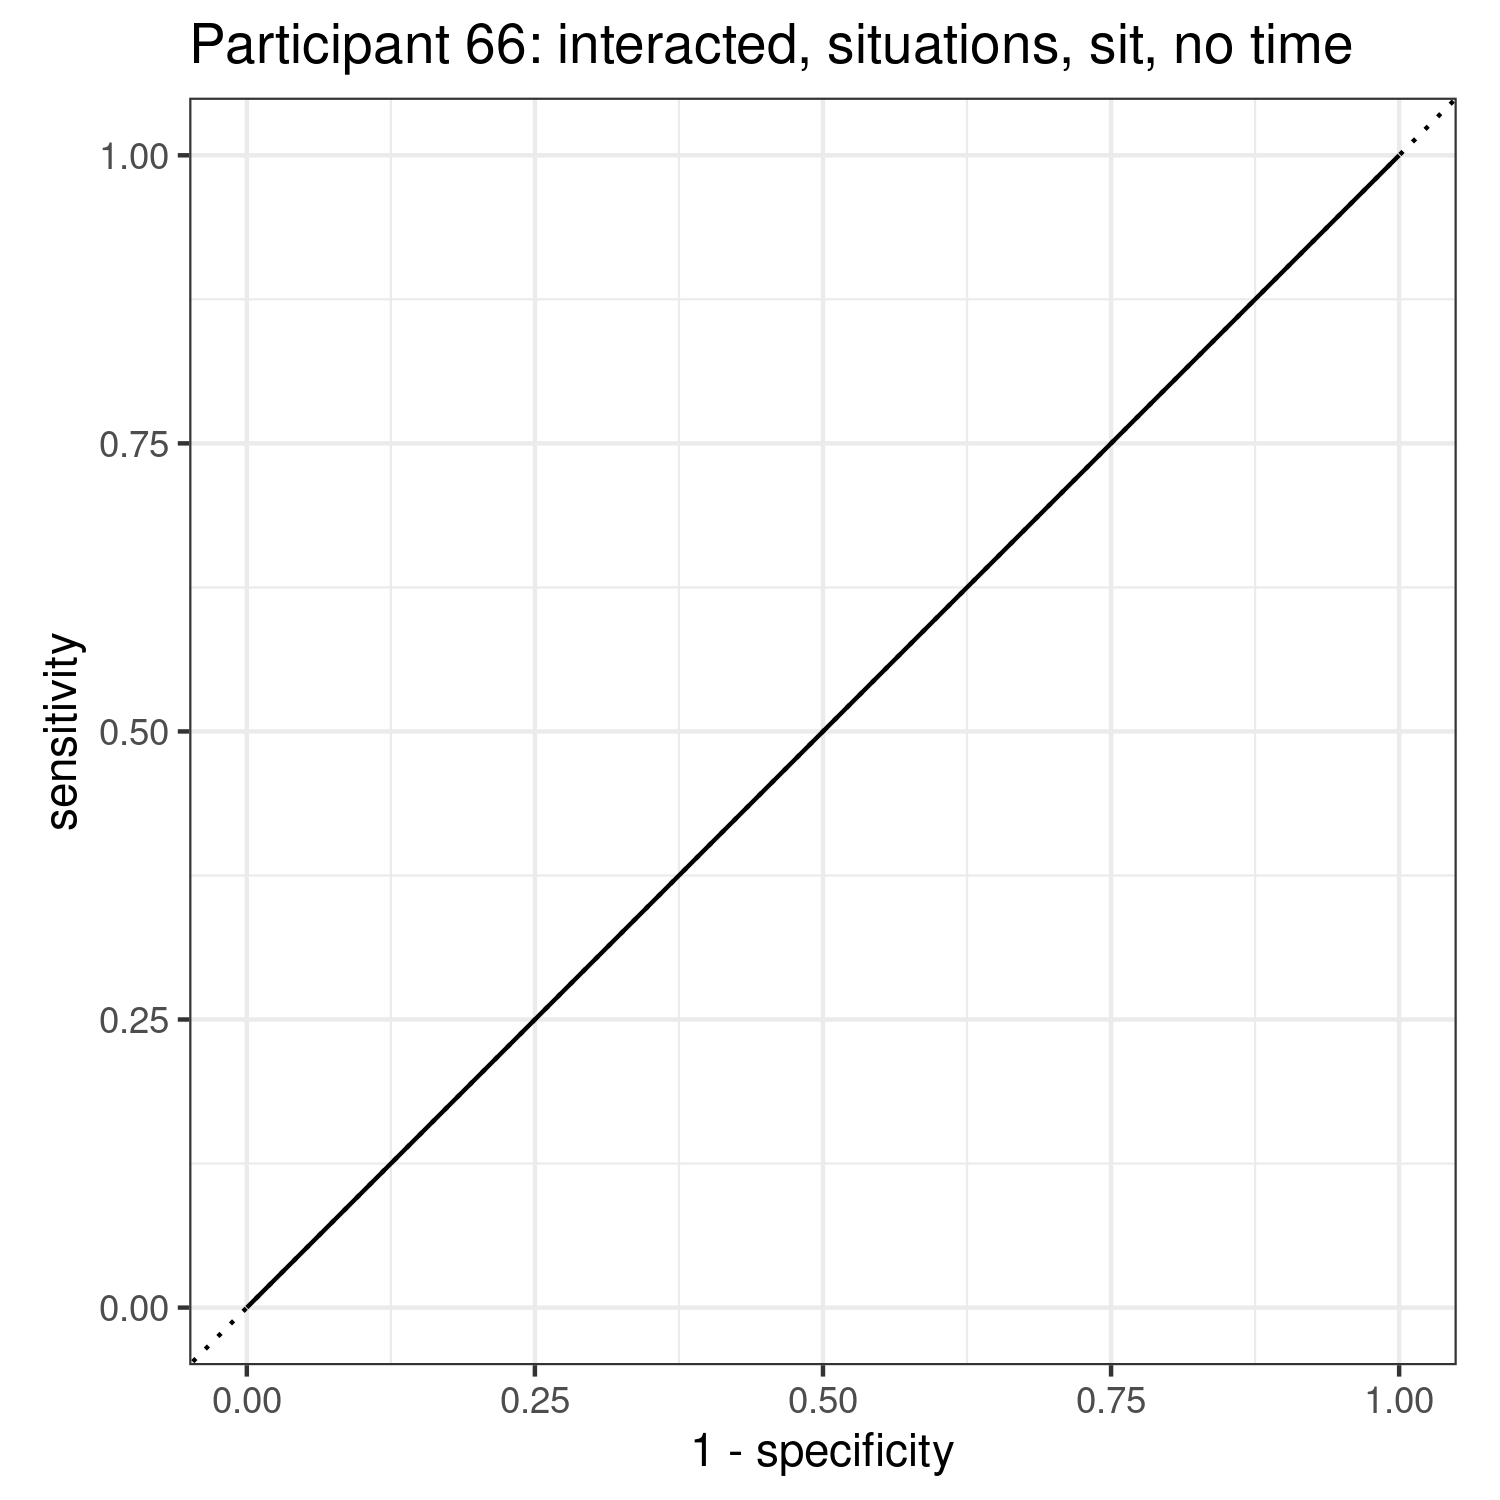 Participant 66: interacted, situations, sit, no time
1.00
0.75
0.50
0.25
0.00
sensitivity
0.00 0.25 0.50 0.75 1.00
1 - specificity